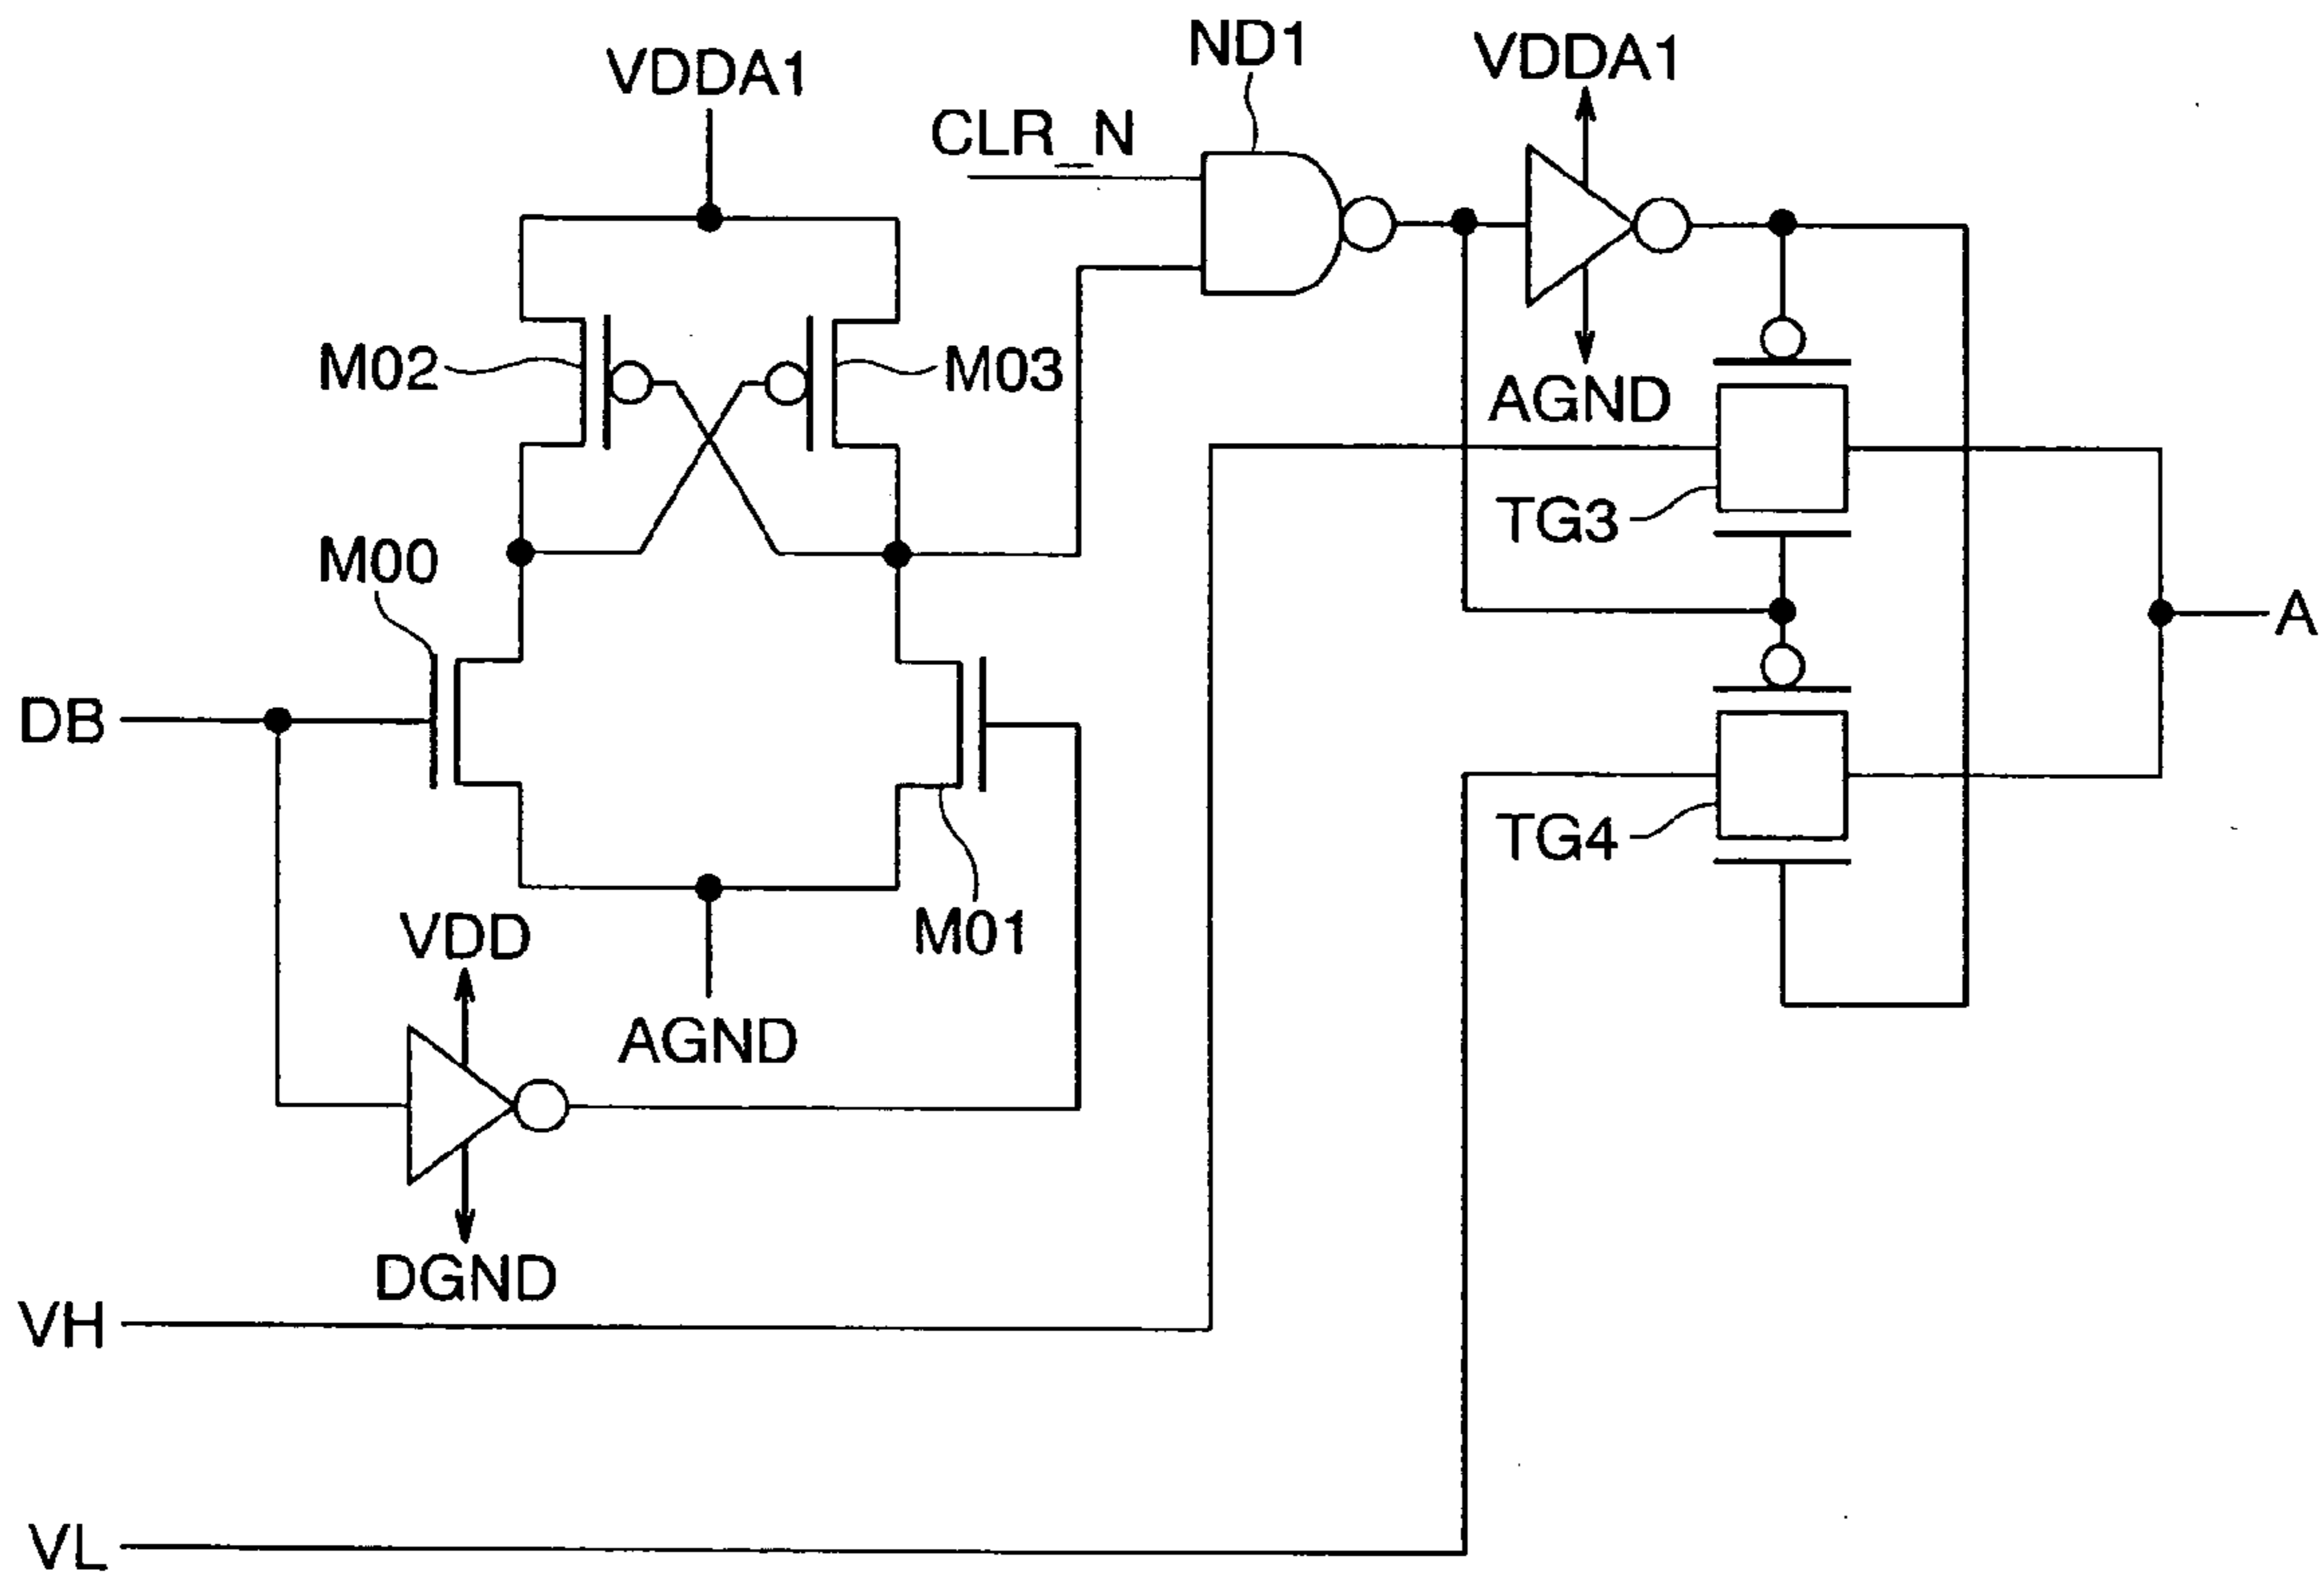 ND1
VDDA1
VDDA1
CLR_N
M02
M03
AGND
TG3
M00
A
DB
TG4
VDD
M01
AGND
DGND
VH
VL